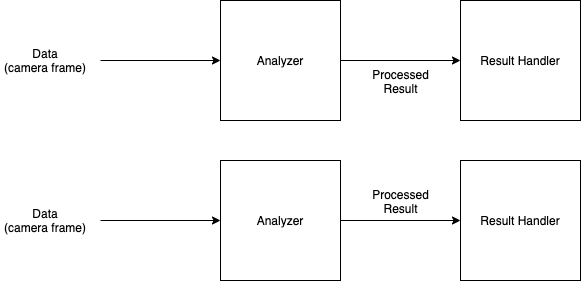 Data
(camera frame)
Analyzer
Processed
Result
Result Handler
Data
(camera frame)
Analyzer
Processed
Result
Result Handler